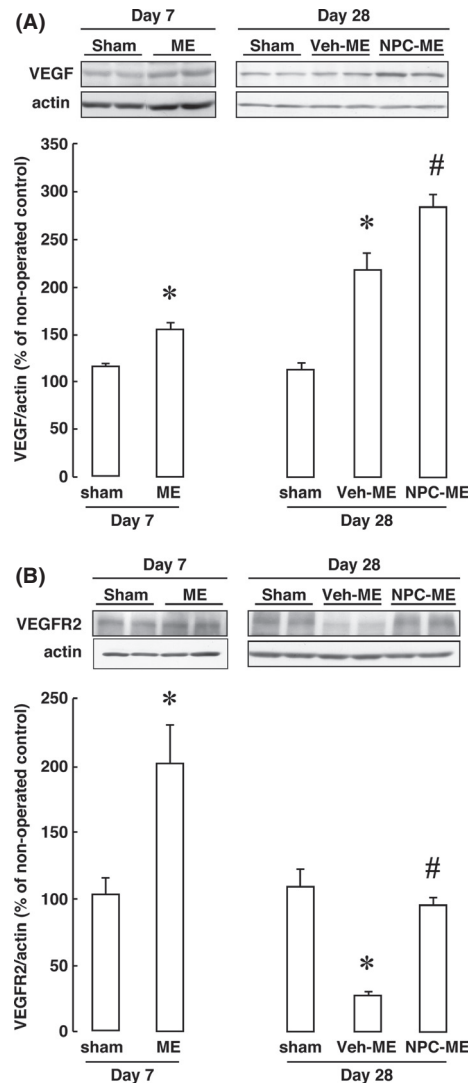 (A)
Day 7 Day 28
Sham ME Sham Veh-ME NPC-ME
VEGF
actin
VEGF/actin (% of non-operated control)
350
300
250
200
150
100
50
0
* * #
sham ME sham Veh-ME NPC-ME
Day 7 Day 28
(B)
Day 7 Day 28
Sham ME Sham Veh-ME NPC-ME
VEGFR2
actin
VEGFR2/actin (% of non-operated control)
250
200
150
100
50
0
* * #
sham ME sham Veh-ME NPC-ME
Day 7 Day 28